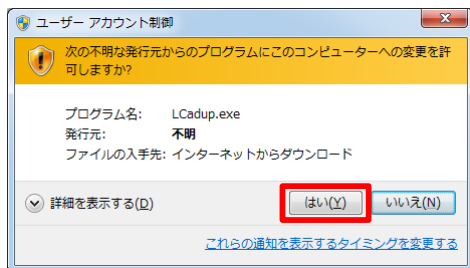 ユーザー アカウント制御
次の不明な発行元からのプログラムにこのコンピューターへの変更を許
可しますか?
プログラム名: LCadup.exe
発行元: 不明
ファイルの入手先: インターネットからダウンロード
詳細を表示する(D)
はい(Y)
いいえ(N)
これらの通知を表示するタイミングを変更する